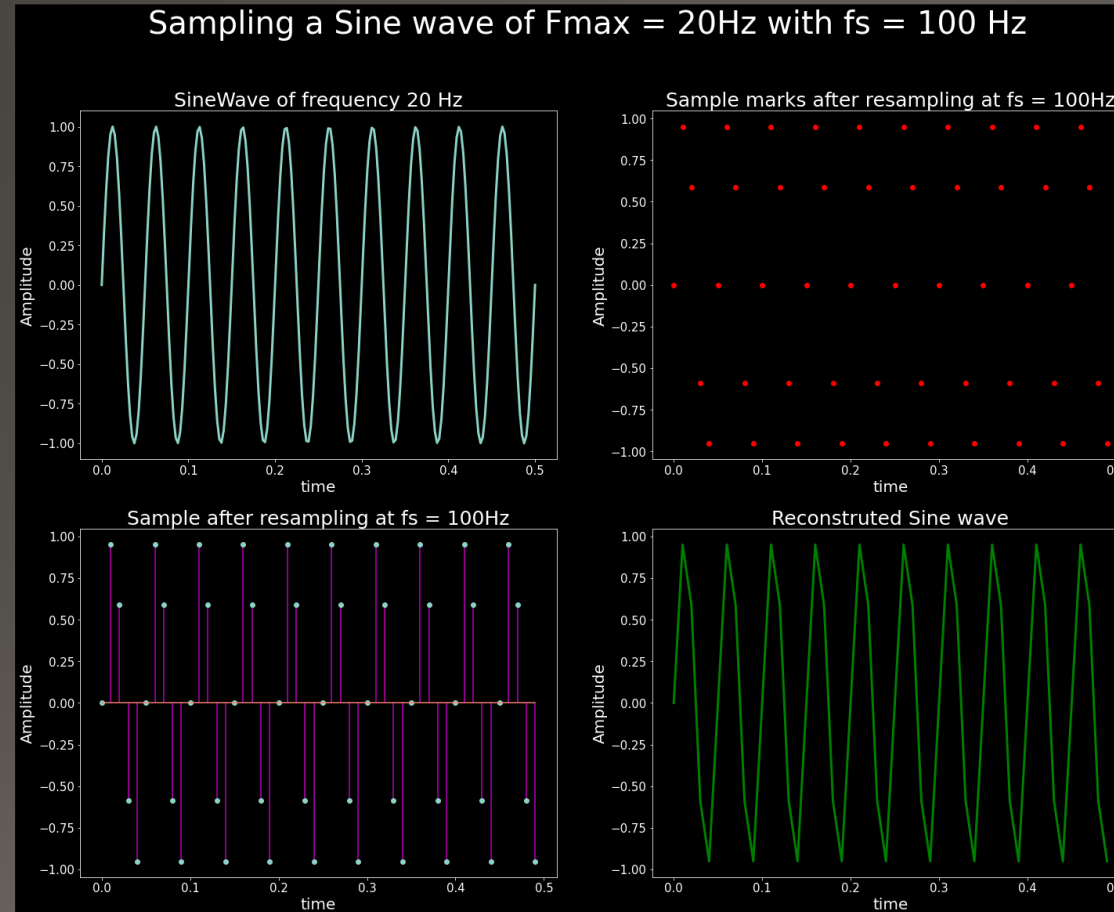 Sampling a Sine wave of Fmax = 20Hz with fs = 100 Hz
SineWave of frequency 20 Hz
1.00
0.75
0.50
0.25
0.00
−0.25
−0.50
−0.75
−1.00
Amplitude
0.0 0.1 0.2 0.3 0.4 0.5
time
Sample marks after resampling at fs = 100Hz
1.00
0.75
0.50
0.25
0.00
−0.25
−0.50
−0.75
−1.00
Amplitude
0.0 0.1 0.2 0.3 0.4
time
Sample after resampling at fs = 100Hz
1.00
0.75
0.50
0.25
0.00
−0.25
−0.50
−0.75
−1.00
Amplitude
0.0 0.1 0.2 0.3 0.4 0.5
time
Reconstruted Sine wave
1.00
0.75
0.50
0.25
0.00
−0.25
−0.50
−0.75
−1.00
Amplitude
0.0 0.1 0.2 0.3 0.4
time